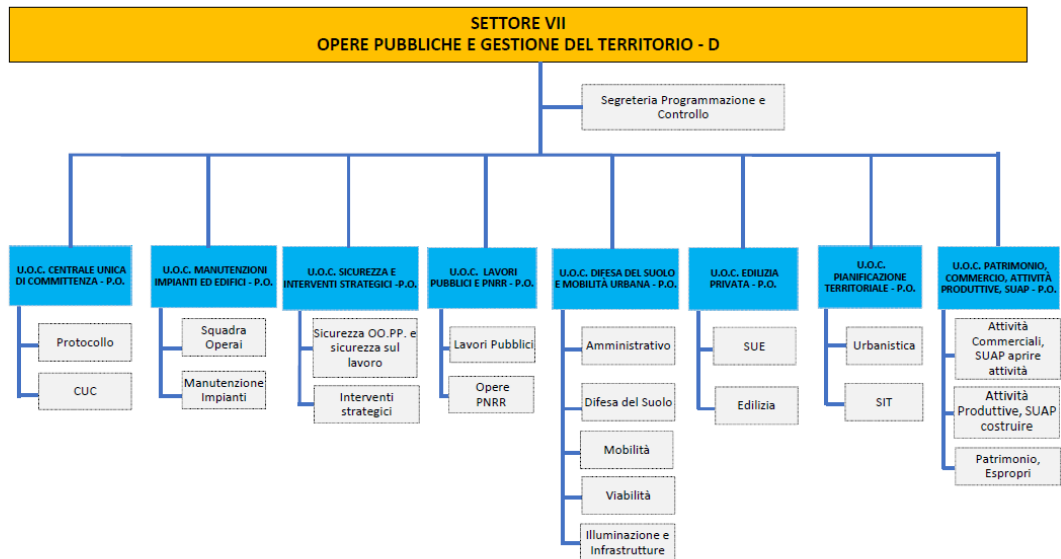 SETTORE VII
OPERE PUBBLICHE E GESTIONE DEL TERRITORIO - D
Segreteria Programmazione e
Controllo
U.O.C. CENTRALE UNICA
DI COMMITTENZA - P.O.
Protocollo
CUC
U.O.C. MANUTENZIONI
IMPIANTI ED EDIFICI - P.O.
Squadra
Operai
Manutenzione
Impianti
U.O.C. SICUREZZA E
INTERVENTI STRATEGICI -P.O.
Sicurezza OO.PP. e
sicurezza sul
lavoro
Interventi
strategici
U.O.C. LAVORI
PUBBLICI E PNRR - P.O.
Lavori Pubblici
Opere
PNRR
U.O.C. DIFESA DEL SUOLO
E MOBILITÀ URBANA - P.O.
Amministrativo
Difesa del Suolo
Mobilità
Viabilità
Illuminazione e
Infrastrutture
U.O.C. EDILIZIA
PRIVATA - P.O.
SUE
Edilizia
U.O.C.
PIANIFICAZIONE
TERRITORIALE - P.O.
Urbanistica
SIT
U.O.C. PATRIMONIO,
COMMERCIO, ATTIVITÀ
PRODUTTIVE, SUAP - P.O.
Attività
Commerciali,
SUAP aprire
attività
Attività
Produttive, SUAP
costruire
Patrimonio,
Espropri